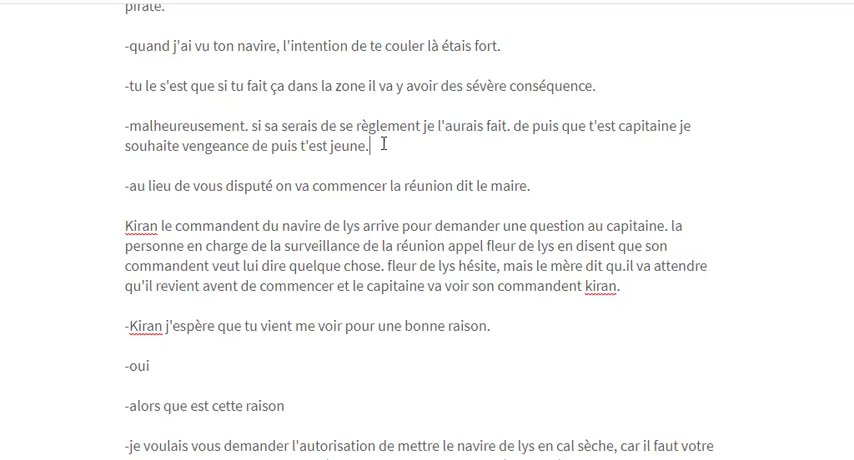 pirate.
-quand j'ai vu ton navire, l'intention de te couler là étais fort.
-tu le s'est que si tu fait ça dans la zone il va y avoir des sévère conséquence.
-malheureusement. si sa serais de se règlement je l'aurais fait. de puis que t'est capitaine je
souhaite vengeance de puis t'est jeune.
-au lieu de vous disputé on va commencer la réunion dit le maire.
Kiran le commandent du navire de lys arrive pour demander une question au capitaine. la
personne en charge de la surveillance de la réunion appel fleur de lys en disent que son
commandent veut lui dire quelque chose. fleur de lys hésite, mais le mère dit qu.il va attendre
qu'il revient avent de commencer et le capitaine va voir son commandent kiran.
-Kiran j'espère que tu vient me voir pour une bonne raison.
-oui
-alors que est cette raison
-je voulais vous demander l'autorisation de mettre le navire de lys en cal sèche, car il faut votre